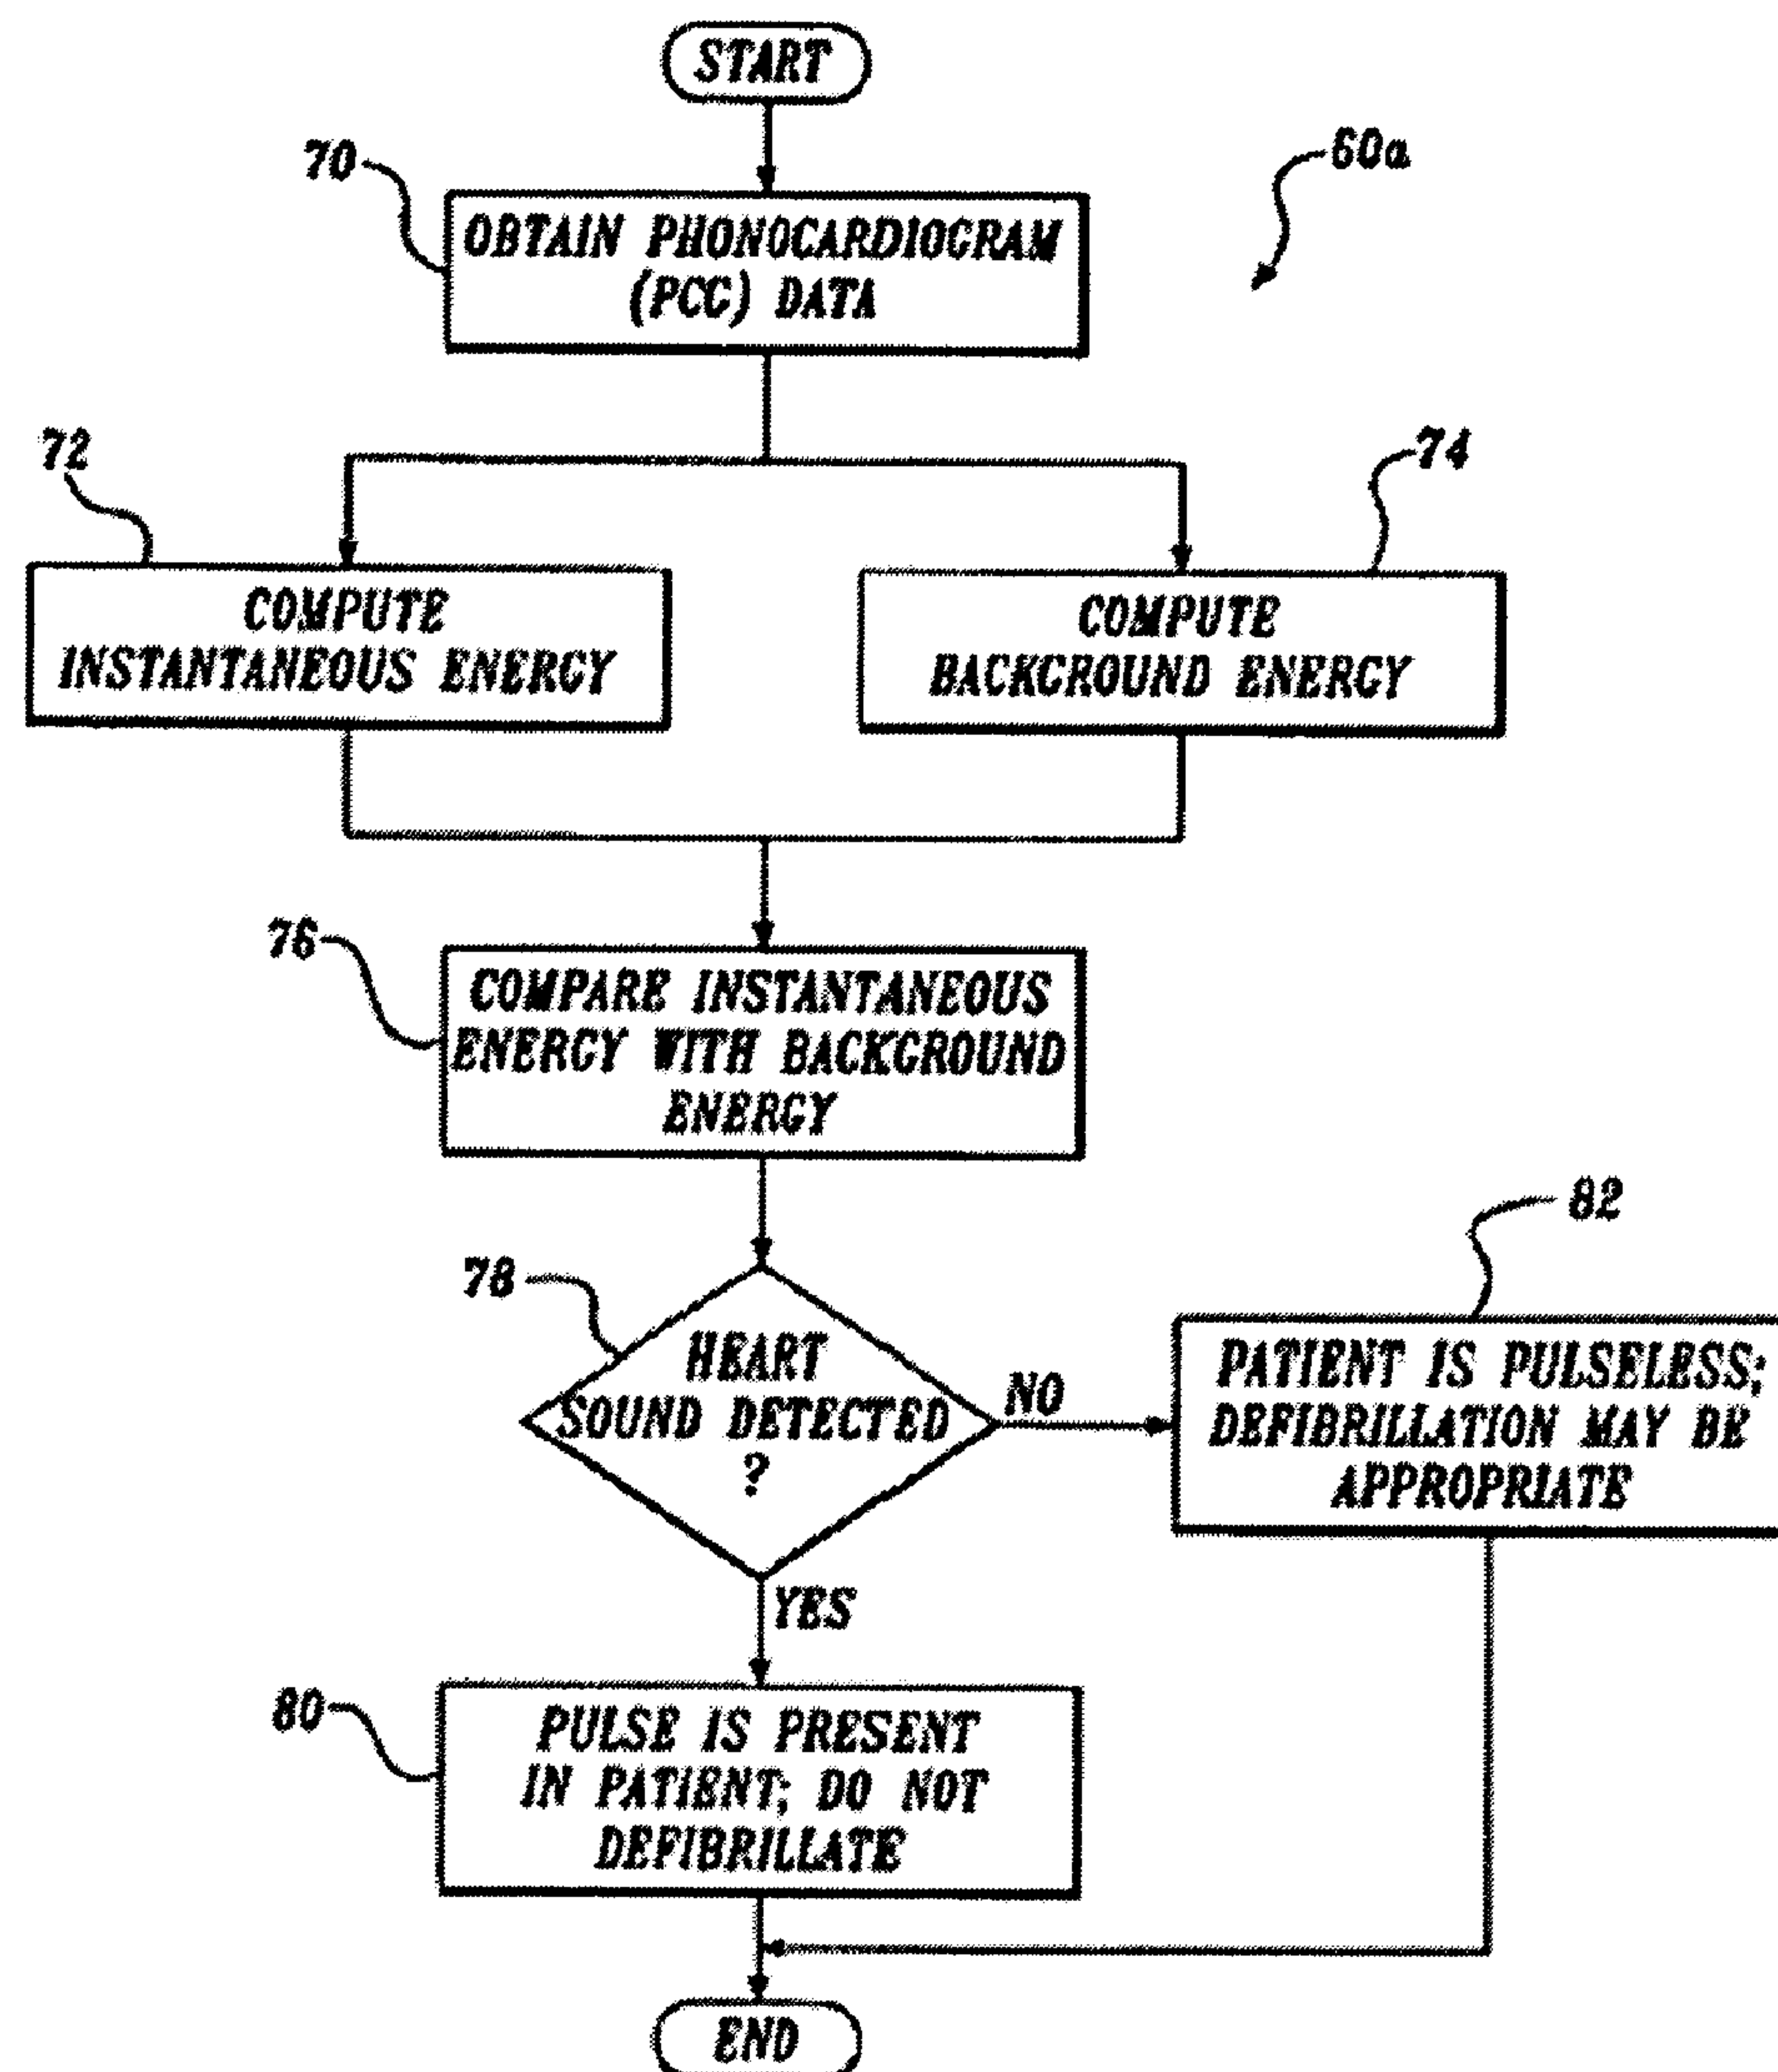 START
60a
70
OBTAIN PHONOCARDIOGRAM
(PCG) DATA
72
74
COMPUTE
INSTANTANEOUS ENERGY
COMPUTE
BACKGROUND ENERGY
76
COMPARE INSTANTANEOUS
ENERGY WITH BACKGROUND
ENERGY
78
HEART
SOUND DETECTED
?
NO
82
PATIENT IS PULSELESS;
DEFIBRILLATION MAY BE
APPROPRIATE
YES
80
PULSE IS PRESENT
IN PATIENT; DO NOT
DEFIBRILLATE
END